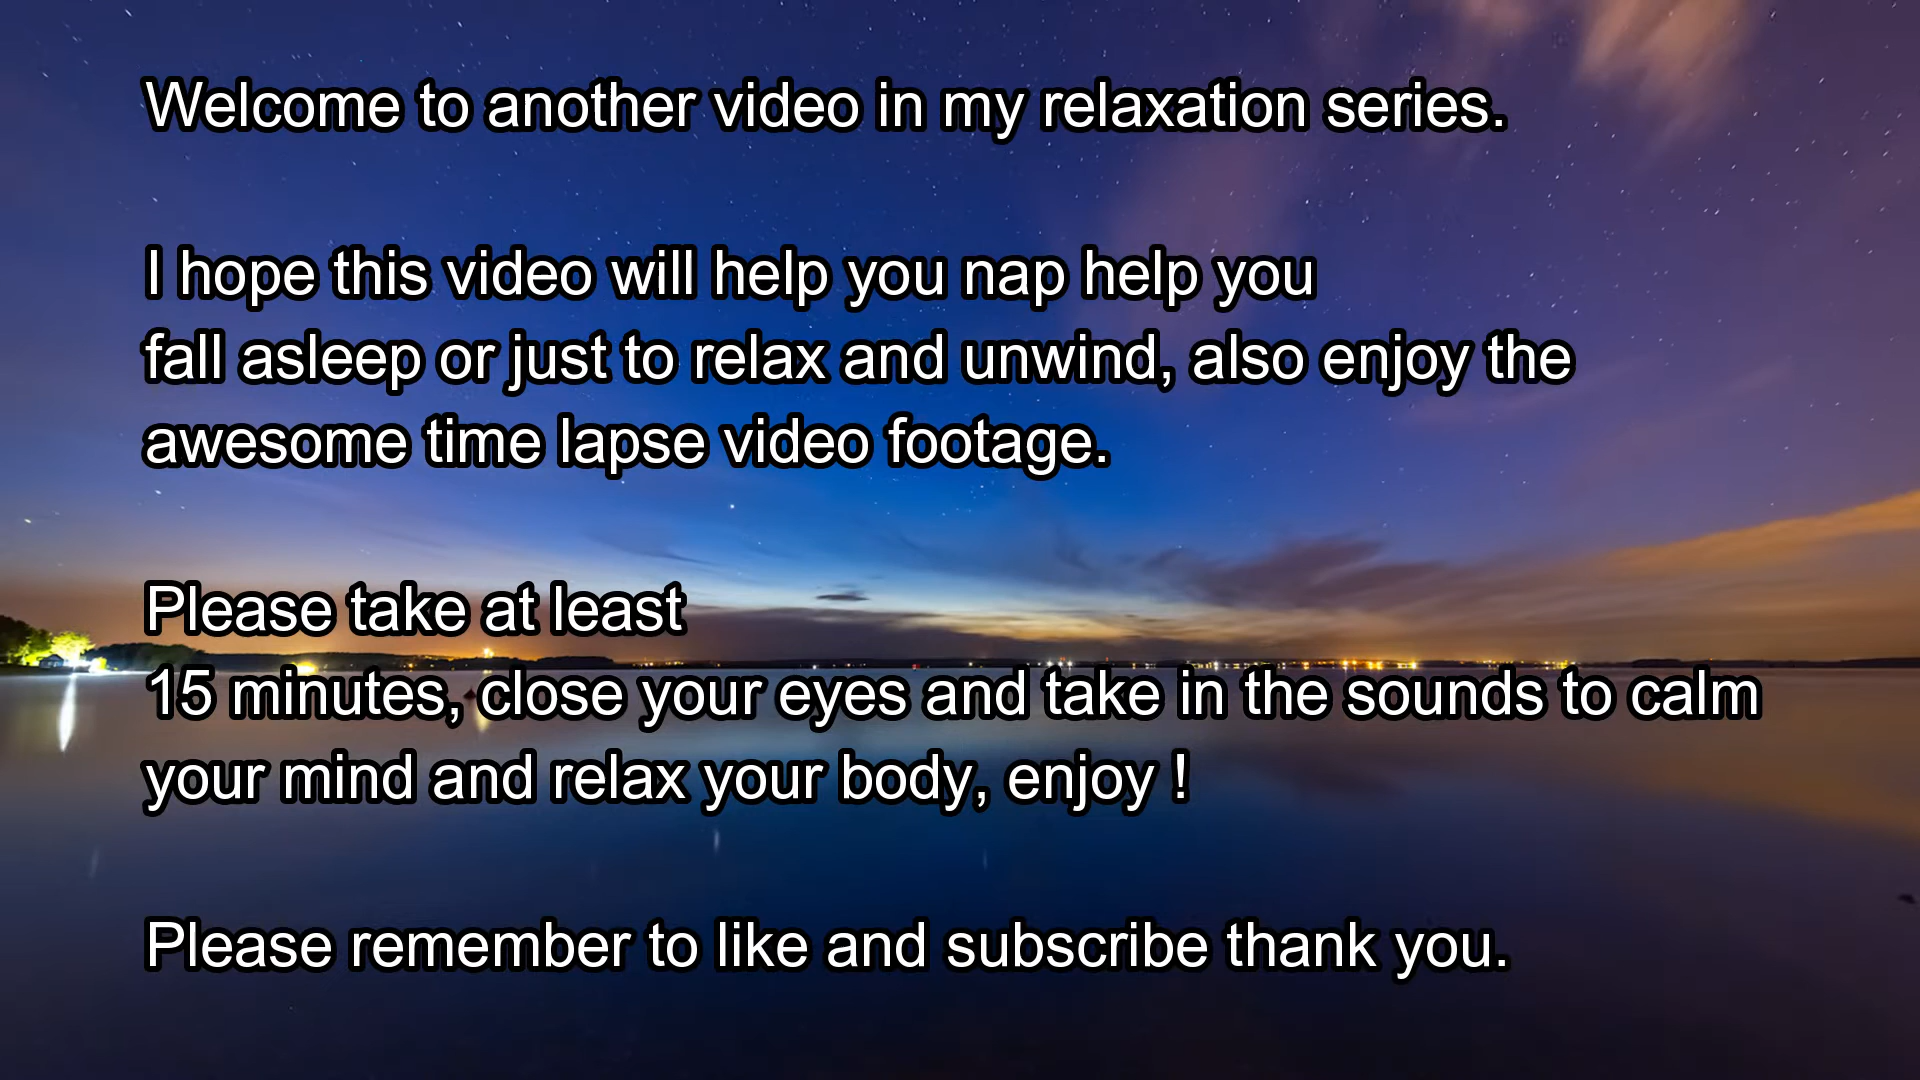 Welcome to another video in my relaxation series.
I hope this video will help you nap help you
fall asleep or just to relax and unwind, also enjoy the
awesome time lapse video footage.
Please take at least
15 minutes, close your eyes and take in the sounds to calm
your mind and relax your body, enjoy !
Please remember to like and subscribe thank you.